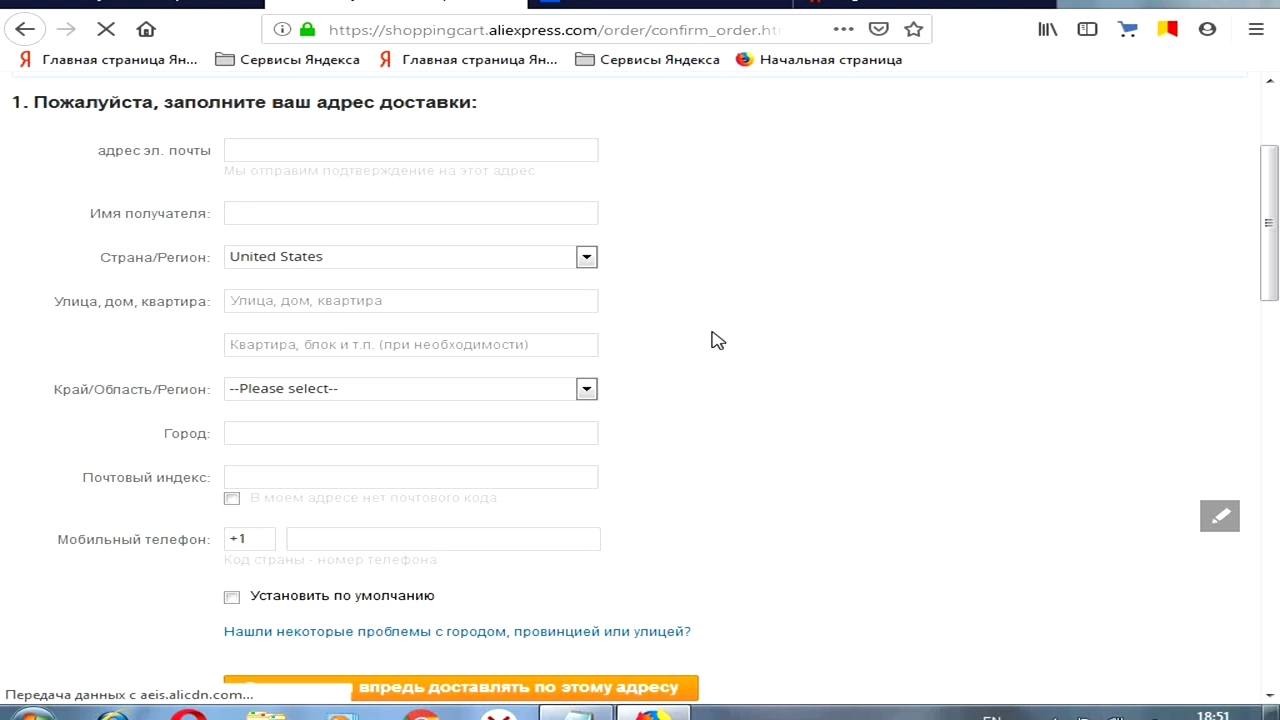 https://shoppingcart.aliexpress.com/order/confirm_order.ht
Главная страница Ян... Сервисы Яндекса Главная страница Ян... Сервисы Яндекса Начальная страница
1. Пожалуйста, заполните ваш адрес доставки:
адрес эл. почты
Мы отправим подтверждение на этот адрес
Имя получателя:
Страна/Регион: United States
Улица, дом, квартира: Улица, дом, квартира
Квартира, блок и т.п. (при необходимости)
Край/Область/Регион: --Please select--
Город:
Почтовый индекс:
В моем адресе нет почтового кода
Мобильный телефон: +1
Код страны - номер телефона
Установить по умолчанию
Нашли некоторые проблемы с городом, провинцией или улицей?
впредь доставлять по этому адресу
Передача данных с aeis.alicdn.com...
EN 18:51